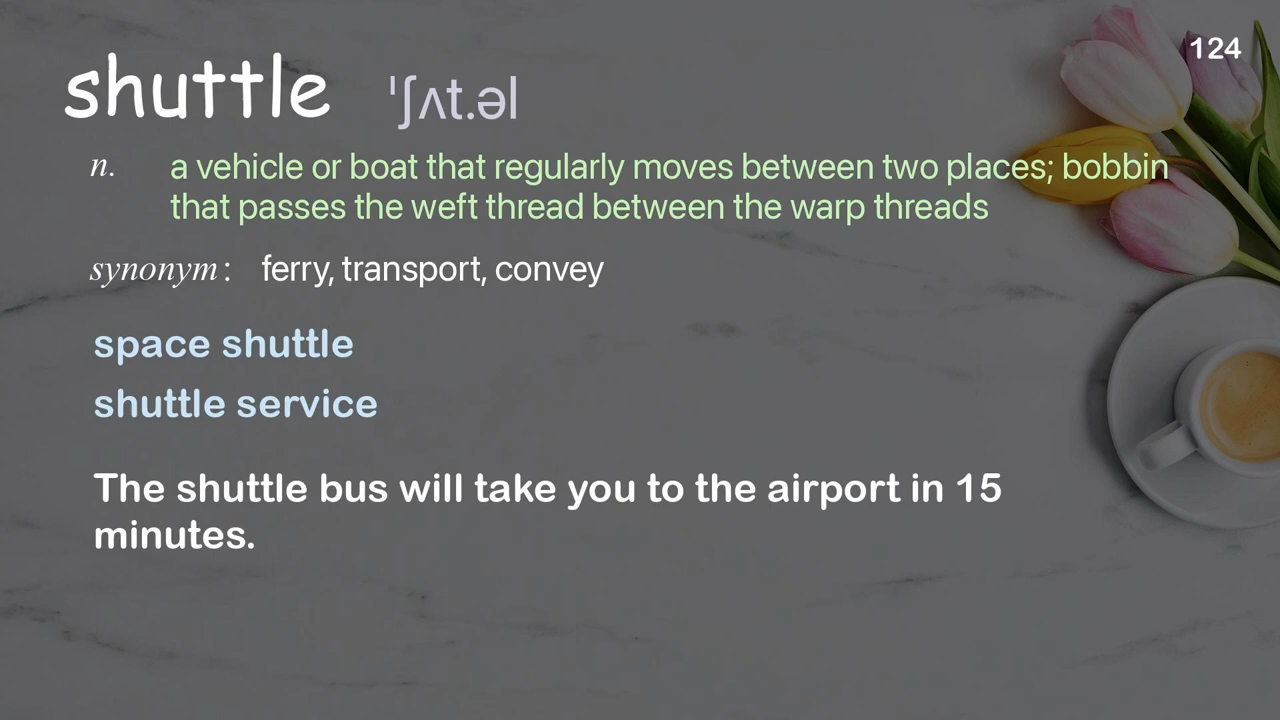 124
shuttle ˈʃʌt.əl
n. a vehicle or boat that regularly moves between two places; bobbin
that passes the weft thread between the warp threads
synonym: ferry, transport, convey
space shuttle
shuttle service
The shuttle bus will take you to the airport in 15
minutes.